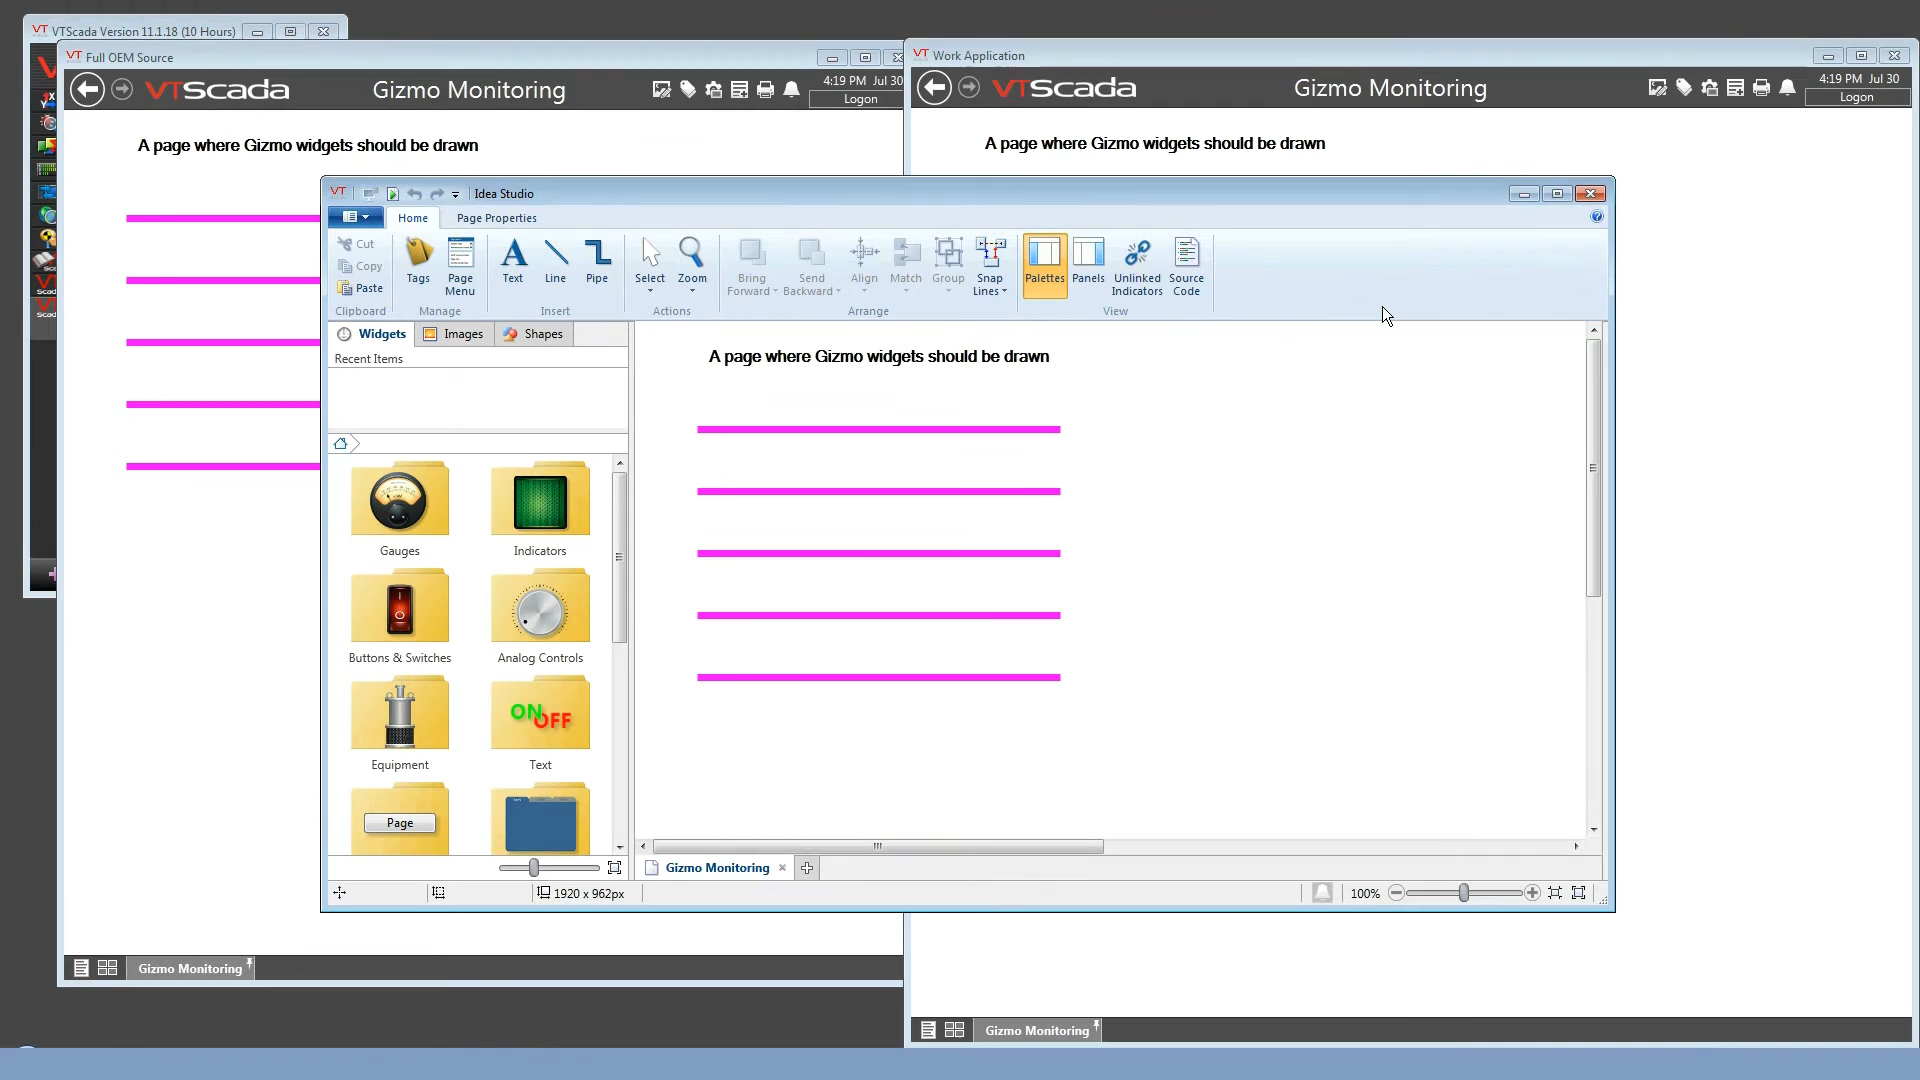 VTScada Version 11.1.18 (10 Hours)
Full OEM Source
VTScada
Gizmo Monitoring
4:19 PM Jul 30
Logon
A page where Gizmo widgets should be drawn
Work Application
VTScada
Gizmo Monitoring
4:19 PM Jul 30
Logon
A page where Gizmo widgets should be drawn
Idea Studio
Home
Page Properties
Cut
Copy
Paste
Clipboard
Tags
Page
Menu
Manage
Text
Line
Pipe
Insert
Select
Zoom
Actions
Bring
Forward
Send
Backward
Align
Match
Group
Snap
Lines
Arrange
Palettes
Panels
Unlinked
Indicators
Source
Code
View
Widgets
Images
Shapes
Recent Items
Gauges
Indicators
Buttons & Switches
Analog Controls
Equipment
ON
OFF
Text
Page
A page where Gizmo widgets should be drawn
Gizmo Monitoring
1920 x 962px
100%
Gizmo Monitoring
Gizmo Monitoring